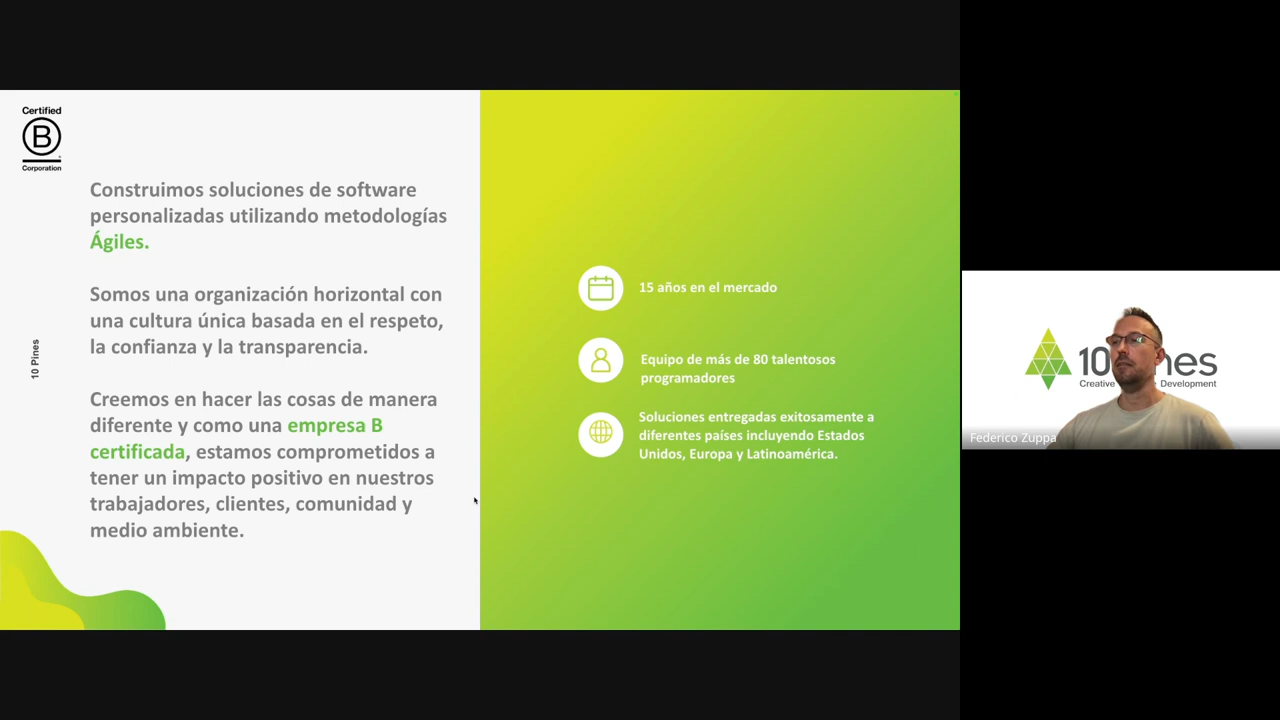 Certified
B
Corporation
Construimos soluciones de software
personalizadas utilizando metodologías
Ágiles.
Somos una organización horizontal con
una cultura única basada en el respeto,
la confianza y la transparencia.
Creemos en hacer las cosas de manera
diferente y como una empresa B
certificada, estamos comprometidos a
tener un impacto positivo en nuestros
trabajadores, clientes, comunidad y
medio ambiente.
10 Pines
15 años en el mercado
Equipo de más de 80 talentosos
programadores
Soluciones entregadas exitosamente a
diferentes países incluyendo Estados
Unidos, Europa y Latinoamérica.
Creative Development
Federico Zuppa